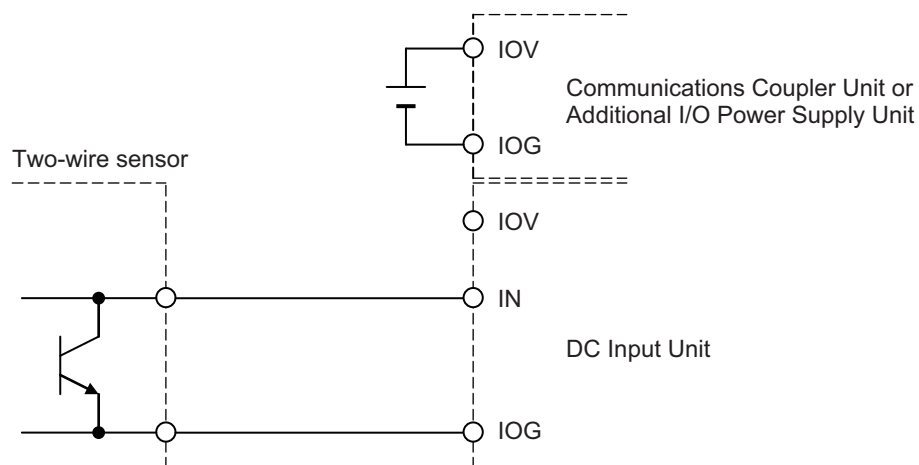 IOV
Communications Coupler Unit or
Additional I/O Power Supply Unit
IOG
Two-wire sensor
IOV
IN
DC Input Unit
IOG